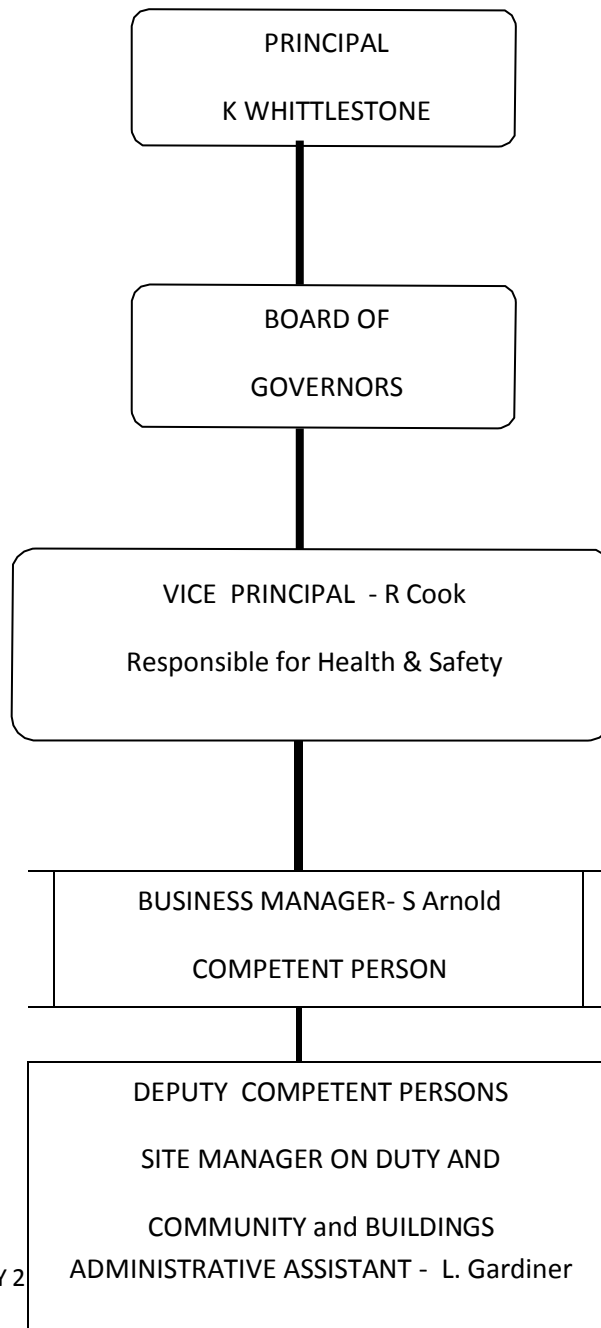 PRINCIPAL
K WHITTLESTONE
BOARD OF
GOVERNORS
VICE PRINCIPAL - R Cook
Responsible for Health & Safety
BUSINESS MANAGER- S Arnold
COMPETENT PERSON
DEPUTY COMPETENT PERSONS
SITE MANAGER ON DUTY AND
COMMUNITY and BUILDINGS
ADMINISTRATIVE ASSISTANT - L. Gardiner
Y 2